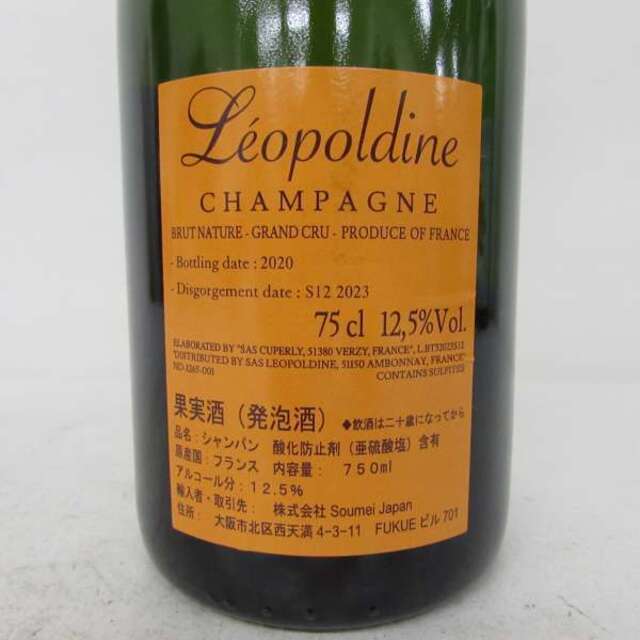 Léopoldine
CHAMPAGNE
BRUT NATURE - GRAND CRU - PRODUCE OF FRANCE
- Bottling date : 2020
- Disgorgement date : S12 2023
75 cl 12,5%Vol.
ELABORATED BY "SAS CUPERLY, 51380 VERZY, FRANCE", L.BT32023S12
"DISTRIBUTED BY SAS LEOPOLDINE, 51150 AMBONNAY, FRANCE"
NO-3265-001 CONTAINS SULFITES
果実酒（発泡酒） ◆飲酒は二十歳になってから
品名：シャンパン 酸化防止剤（亜硫酸塩）含有
原産国：フランス 内容量： 750ml
アルコール分：12.5%
輸入者・取引先： 株式会社 Soumei Japan
住所： 大阪市北区西天満4-3-11 FUKUE ビル 701